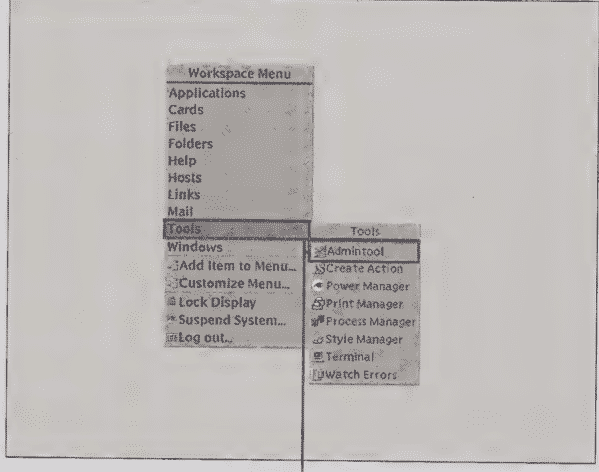 Workspace Menu
Applications
Cards
Files
Folders
Help
Hosts
Links
Mail
Tools
Windows
Add Item to Menu...
Customize Menu...
Lock Display
Suspend System...
Log out...
Tools
Admintool
Create Action
Power Manager
Print Manager
Process Manager
Style Manager
Terminal
Watch Errors